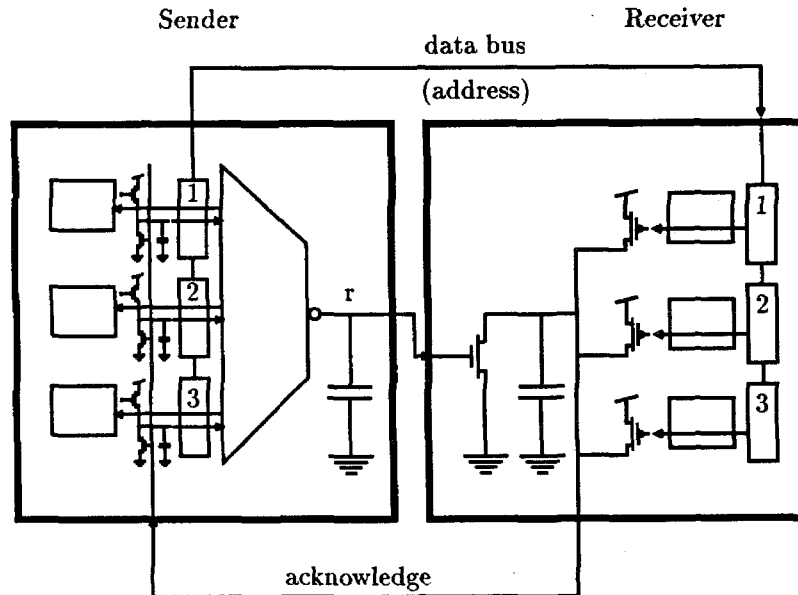 Sender
Receiver
data bus
(address)
1
2
3
r
1
2
3
acknowledge